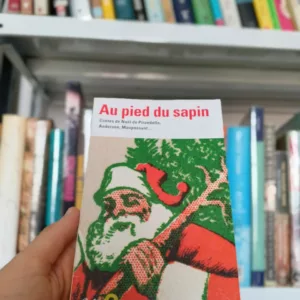 Au pied du sapin
Contes de Noël de Pirandello,
Andersen, Maupassant...